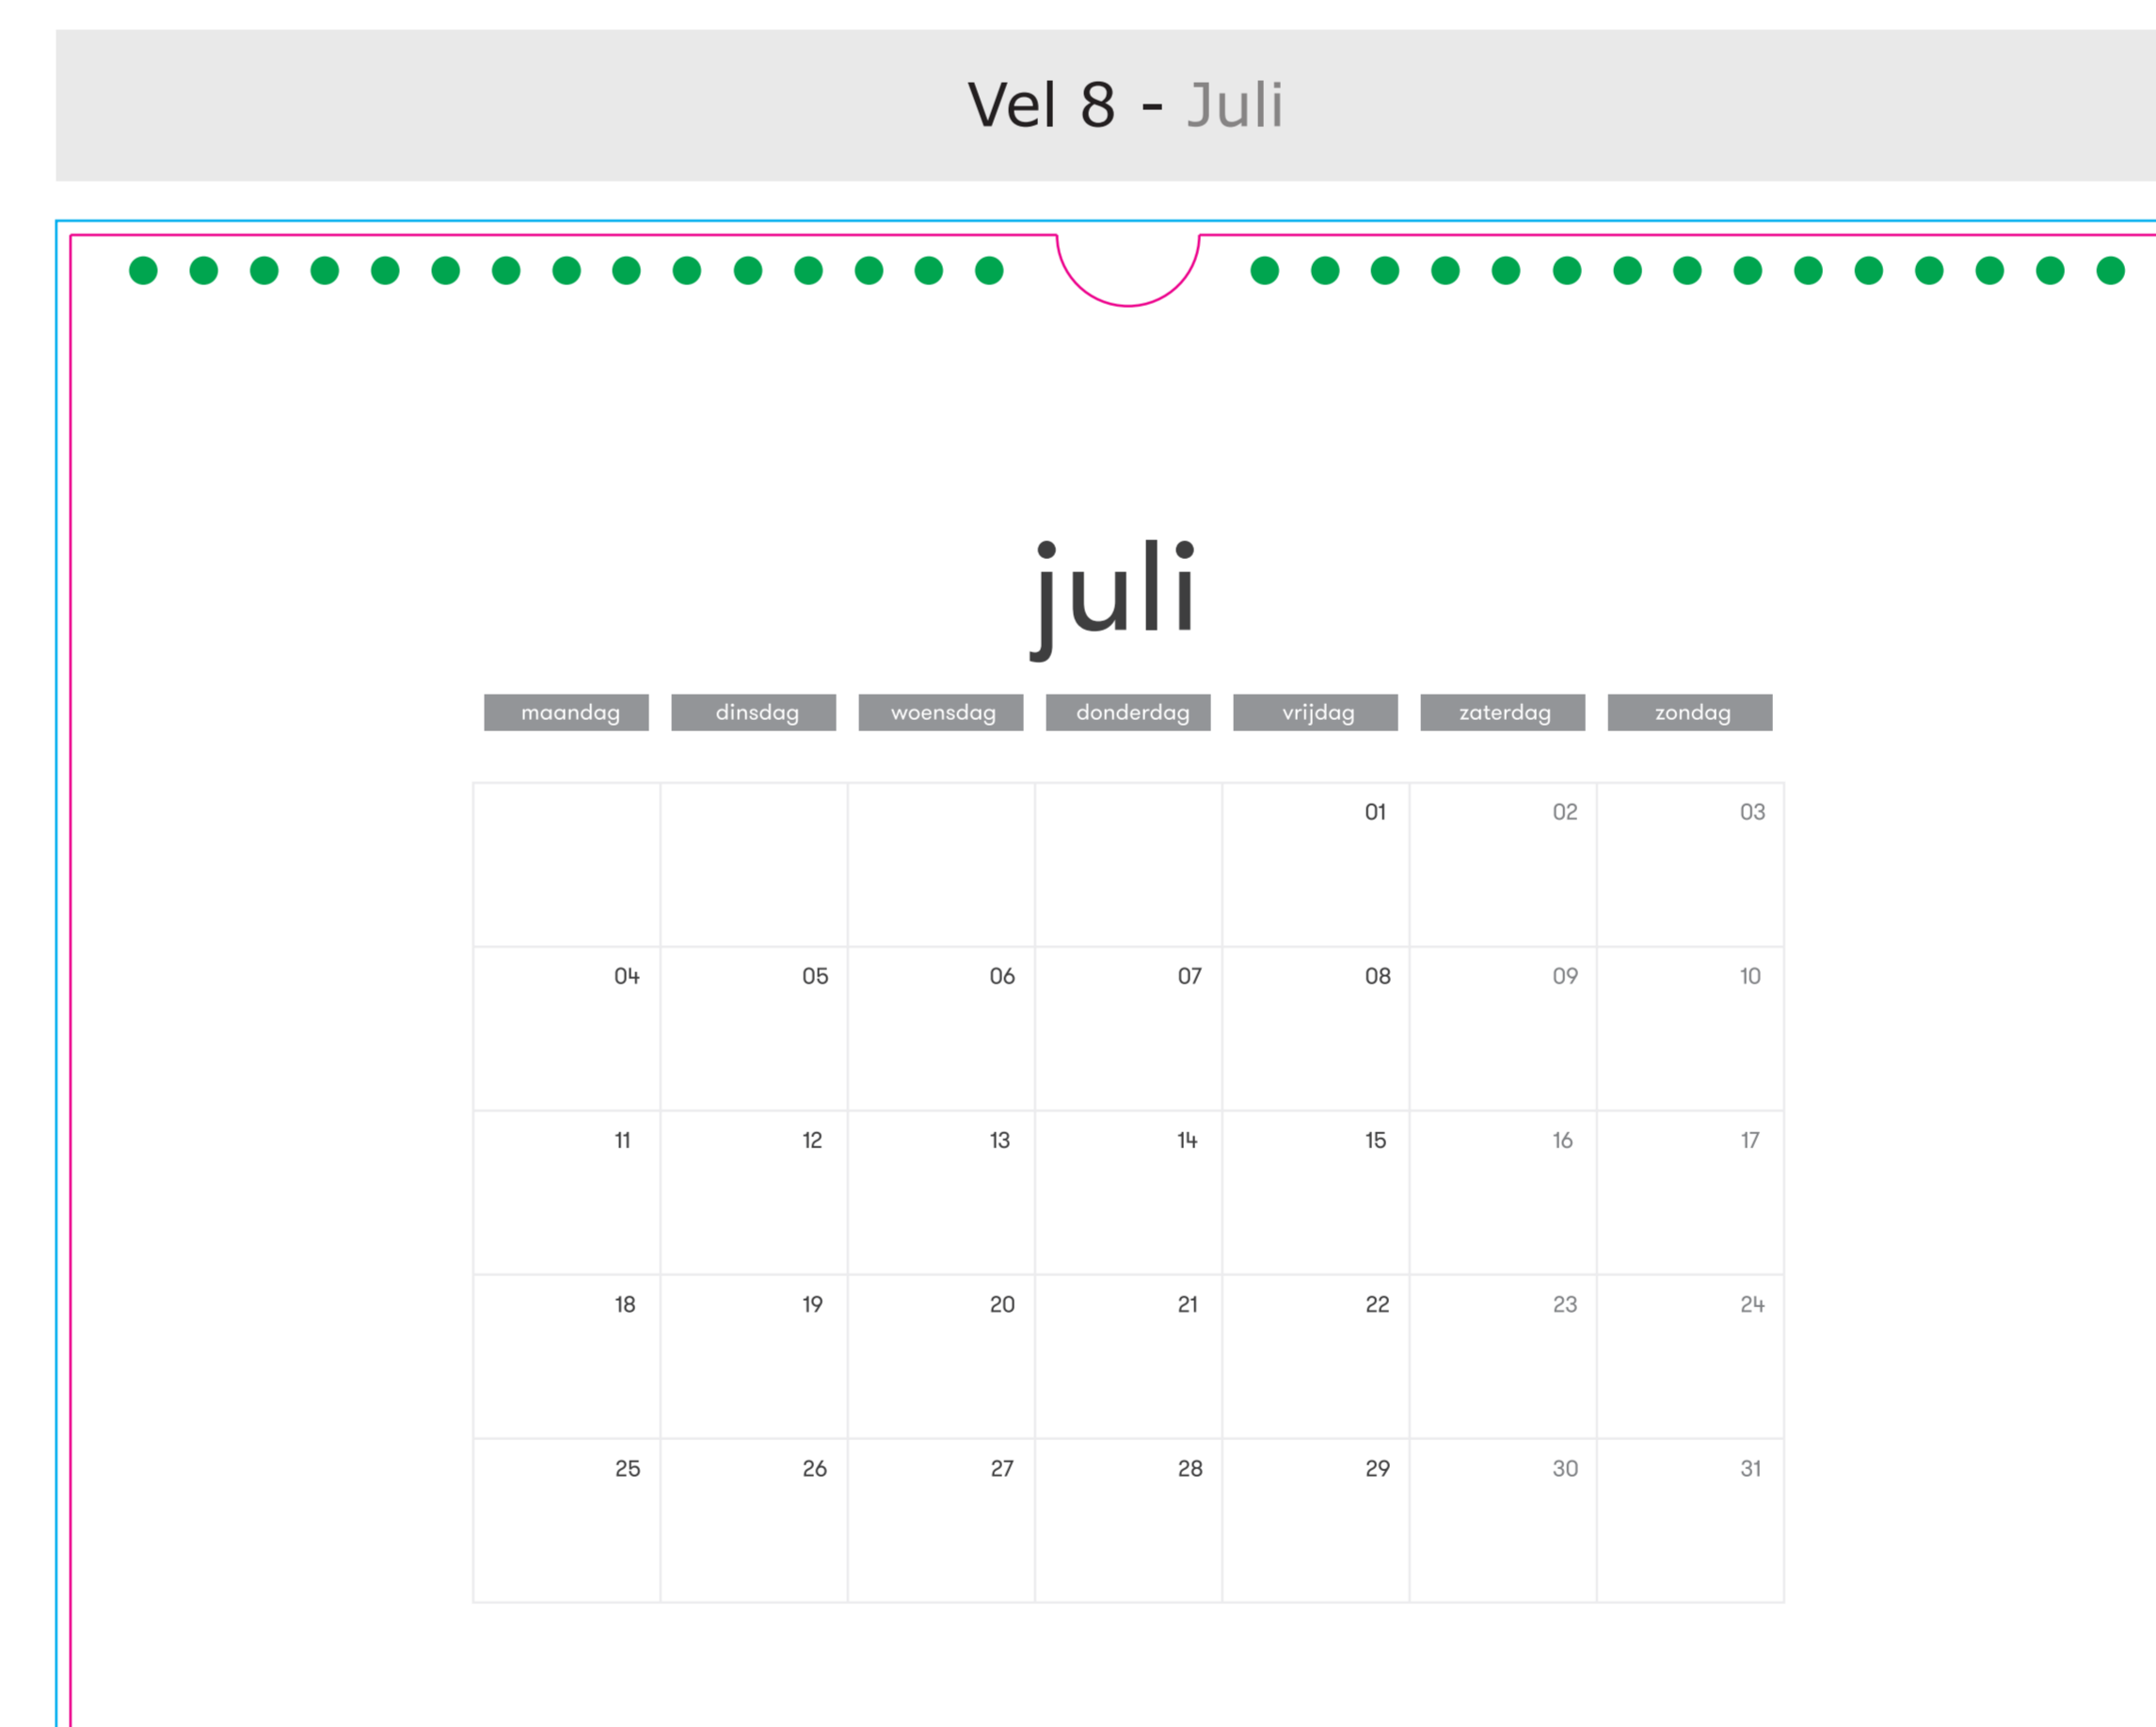 Vel 8 - Juli
juli
maandag dinsdag woensdag donderdag vrijdag zaterdag zondag
01 02 03
04 05 06 07 08 09 10
11 12 13 14 15 16 17
18 19 20 21 22 23 24
25 26 27 28 29 30 31